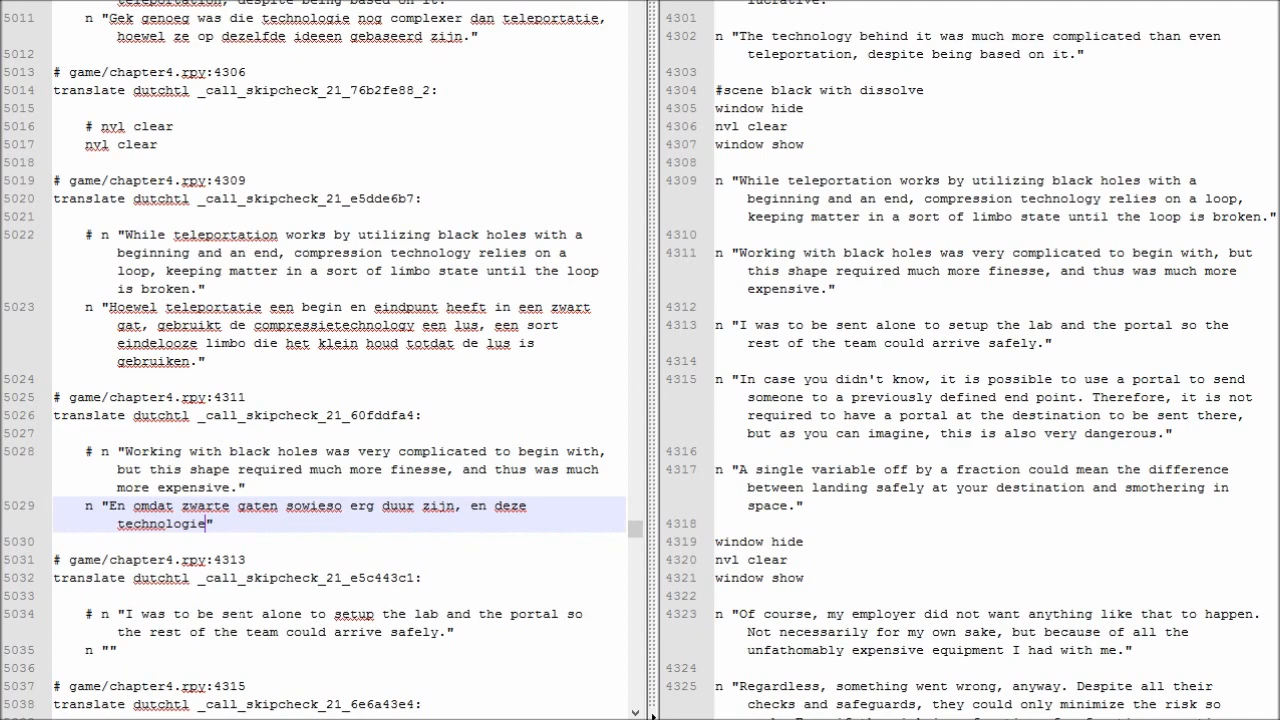 teleportation, despite being based on it."
5011 n "Gek genoeg was die technologie nog complexer dan teleportatie,
hoewel ze op dezelfde ideeen gebaseerd zijn."
5012
5013 # game/chapter4.rpy:4306
5014 translate dutchtl _call_skipcheck_21_76b2fe88_2:
5015
5016 # nvl clear
5017 nvl clear
5018
5019 # game/chapter4.rpy:4309
5020 translate dutchtl _call_skipcheck_21_e5dde6b7:
5021
5022 # n "While teleportation works by utilizing black holes with a
beginning and an end, compression technology relies on a
loop, keeping matter in a sort of limbo state until the loop
is broken."
5023 n "Hoewel teleportatie een begin en eindpunt heeft in een zwart
gat, gebruikt de compressietechnology een lus, een sort
eindelooze limbo die het klein houd totdat de lus is
gebruiken."
5024
5025 # game/chapter4.rpy:4311
5026 translate dutchtl _call_skipcheck_21_60fddfa4:
5027
5028 # n "Working with black holes was very complicated to begin with,
but this shape required much more finesse, and thus was much
more expensive."
5029 n "En omdat zwarte gaten sowieso erg duur zijn, en deze
technologie"
5030
5031 # game/chapter4.rpy:4313
5032 translate dutchtl _call_skipcheck_21_e5c443c1:
5033
5034 # n "I was to be sent alone to setup the lab and the portal so
the rest of the team could arrive safely."
5035 n ""
5036
5037 # game/chapter4.rpy:4315
5038 translate dutchtl _call_skipcheck_21_6e6a43e4:
lucrative."
4301
4302 n "The technology behind it was much more complicated than even
teleportation, despite being based on it."
4303
4304 #scene black with dissolve
4305 window hide
4306 nvl clear
4307 window show
4308
4309 n "While teleportation works by utilizing black holes with a
beginning and an end, compression technology relies on a loop,
keeping matter in a sort of limbo state until the loop is broken."
4310
4311 n "Working with black holes was very complicated to begin with, but
this shape required much more finesse, and thus was much more
expensive."
4312
4313 n "I was to be sent alone to setup the lab and the portal so the
rest of the team could arrive safely."
4314
4315 n "In case you didn't know, it is possible to use a portal to send
someone to a previously defined end point. Therefore, it is not
required to have a portal at the destination to be sent there,
but as you can imagine, this is also very dangerous."
4316
4317 n "A single variable off by a fraction could mean the difference
between landing safely at your destination and smothering in
space."
4318
4319 window hide
4320 nvl clear
4321 window show
4323 n "Of course, my employer did not want anything like that to happen.
Not necessarily for my own sake, but because of all the
unfathomably expensive equipment I had with me."
4324
4325 n "Regardless, something went wrong, anyway. Despite all their
checks and safeguards, they could only minimize the risk so